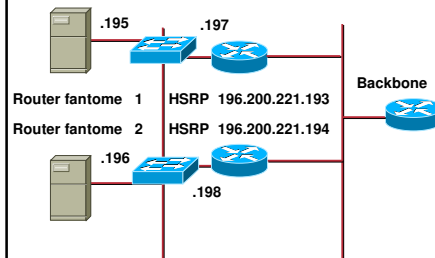 .195
.197
Backbone
Router fantome 1 HSRP 196.200.221.193
Router fantome 2 HSRP 196.200.221.194
.196
.198